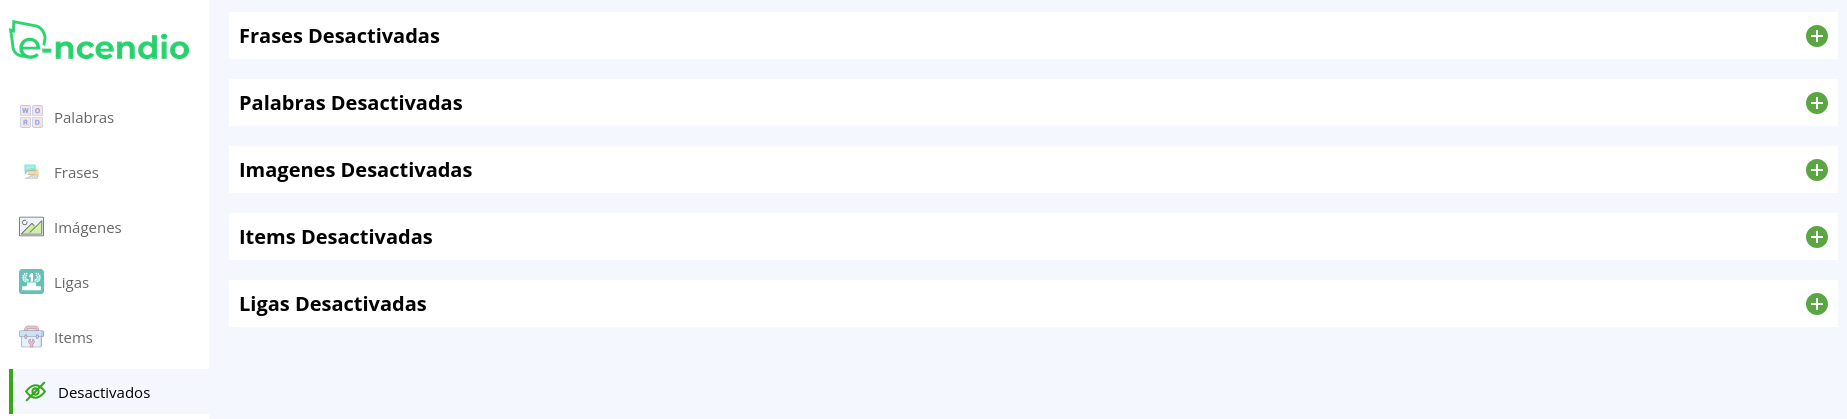 e-ncendio
Palabras
Frases
Imágenes
Ligas
Items
Desactivados
Frases Desactivadas
Palabras Desactivadas
Imagenes Desactivadas
Items Desactivadas
Ligas Desactivadas